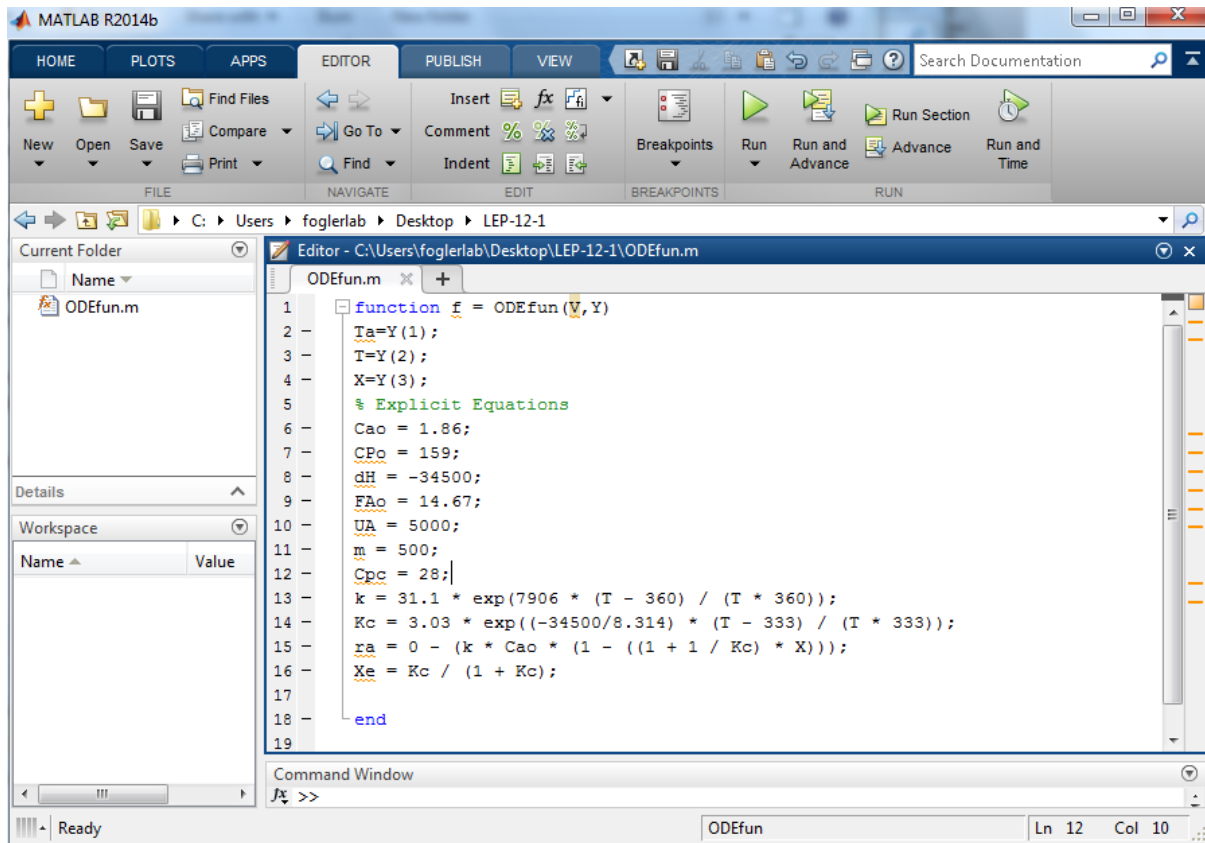 MATLAB R2014b
HOME PLOTS APPS EDITOR PUBLISH VIEW Search Documentation
Find Files Insert fx
Compare Go To Comment Run Section
New Open Save Breakpoints Run Run and Advance Advance Run and Time
Print Find Indent
FILE NAVIGATE EDIT BREAKPOINTS RUN
C: Users foglerlab Desktop LEP-12-1
Current Folder
Name
ODEfun.m
Details
Workspace
Name Value
Editor - C:\Users\foglerlab\Desktop\LEP-12-1\ODEfun.m
ODEfun.m
1 function f = ODEfun(V,Y)
2 - Ta=Y(1);
3 - T=Y(2);
4 - X=Y(3);
5 % Explicit Equations
6 - Cao = 1.86;
7 - CPo = 159;
8 - dH = -34500;
9 - FAo = 14.67;
10 - UA = 5000;
11 - m = 500;
12 - Cpc = 28;
13 - k = 31.1 * exp(7906 * (T - 360) / (T * 360));
14 - Kc = 3.03 * exp((-34500/8.314) * (T - 333) / (T * 333));
15 - ra = 0 - (k * Cao * (1 - ((1 + 1 / Kc) * X)));
16 - Xe = Kc / (1 + Kc);
17
18 - end
19
Command Window
fx >>
Ready ODEfun Ln 12 Col 10